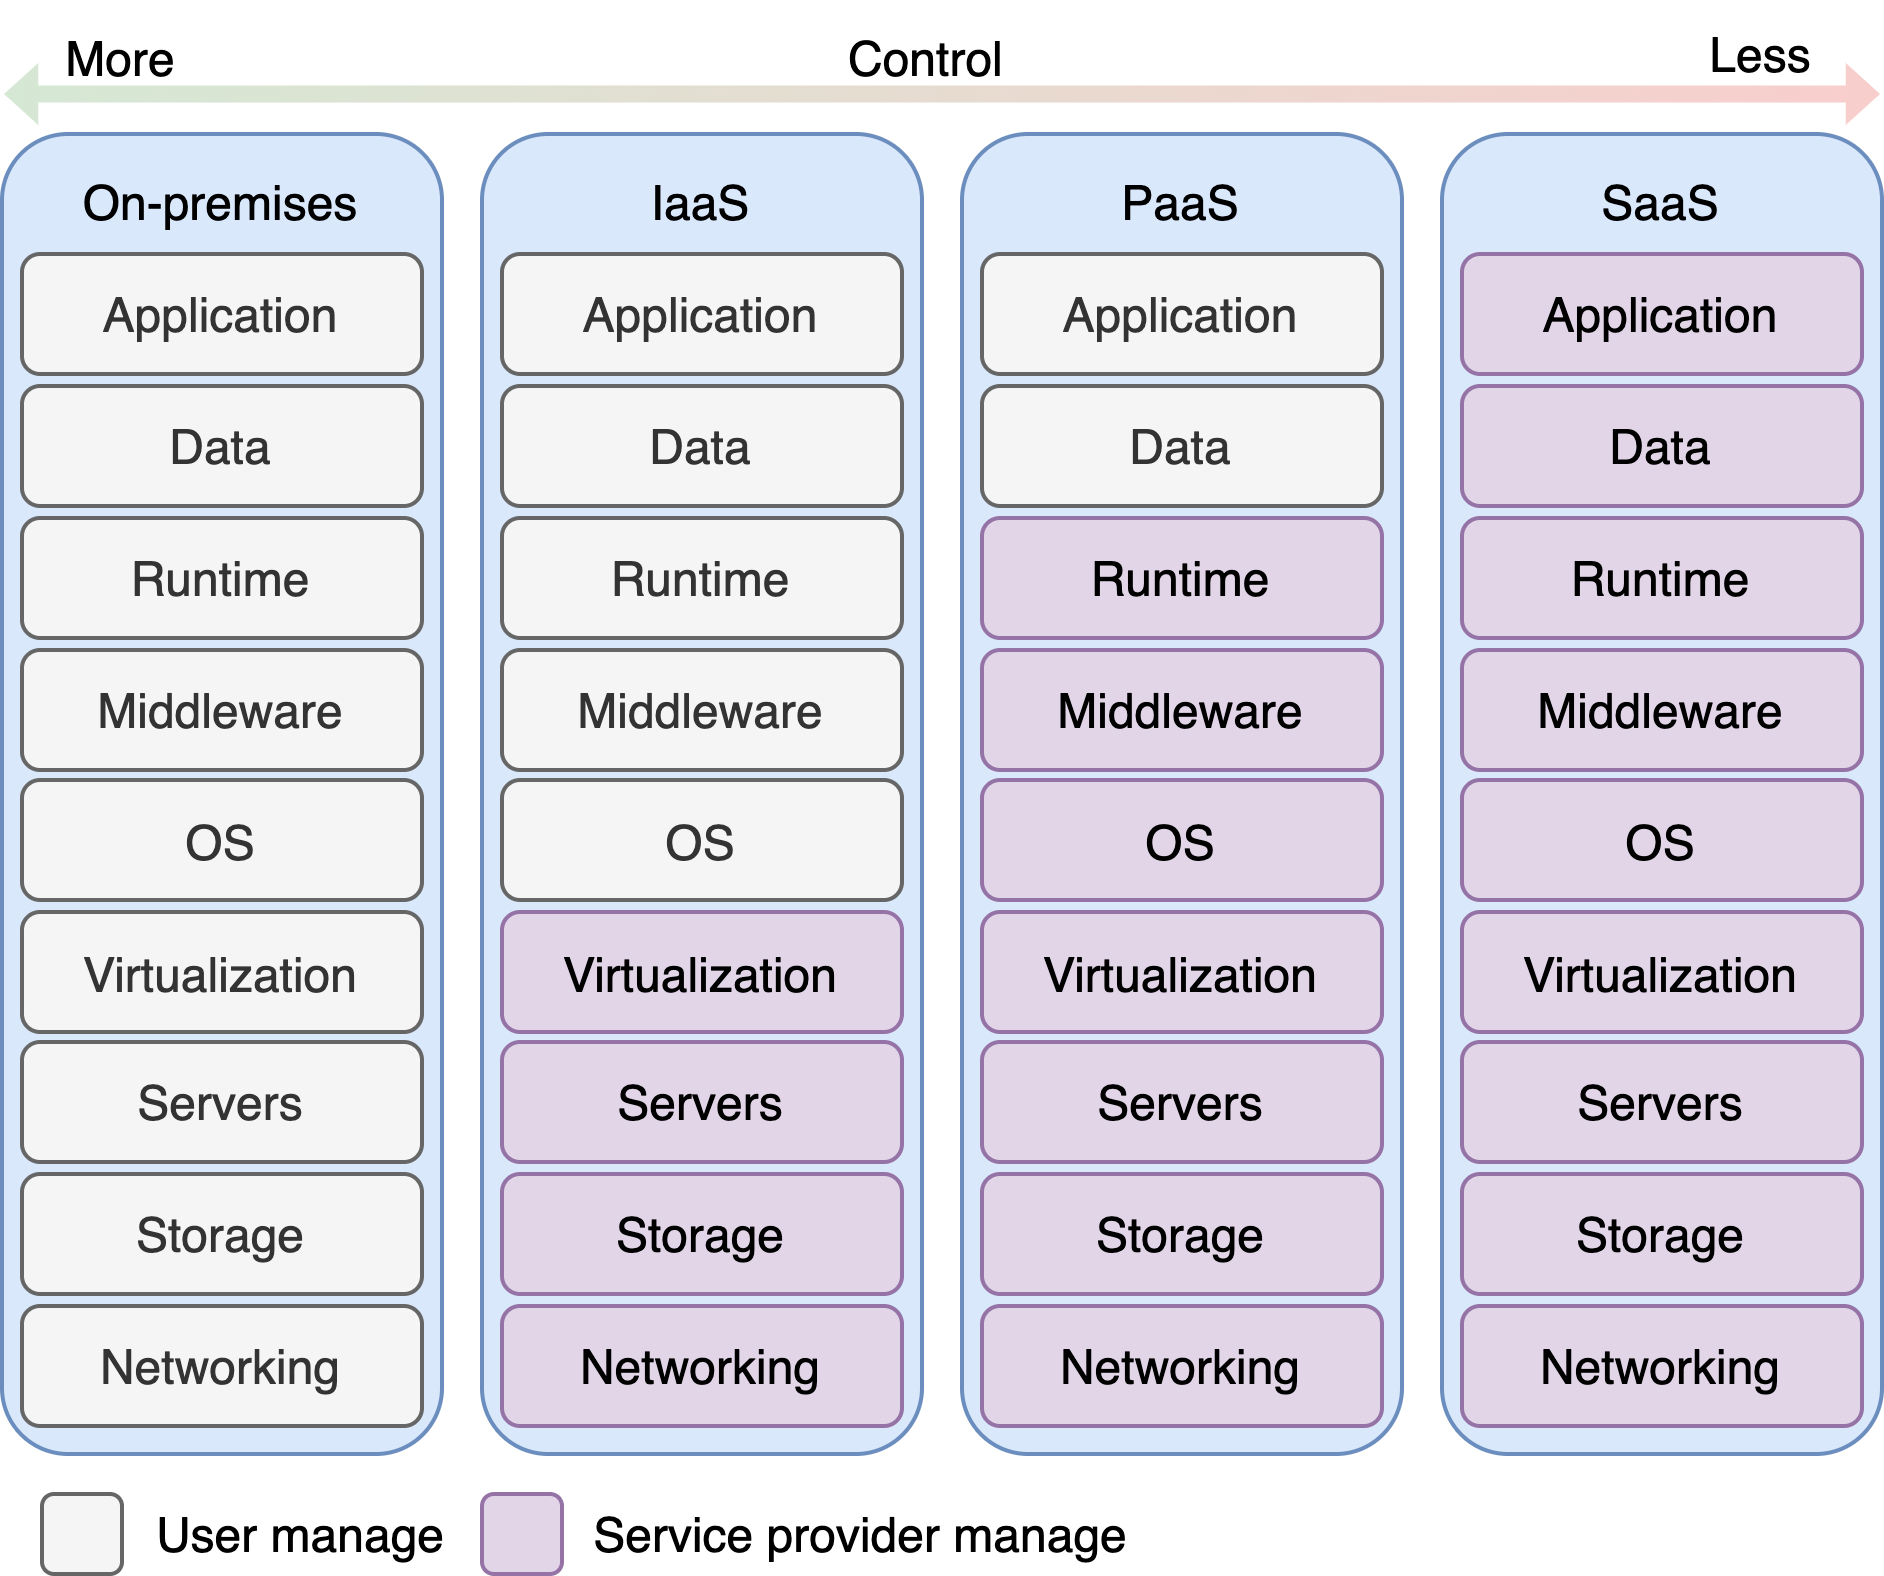 More Control Less
On-premises
Application
Data
Runtime
Middleware
OS
Virtualization
Servers
Storage
Networking
IaaS
Application
Data
Runtime
Middleware
OS
Virtualization
Servers
Storage
Networking
PaaS
Application
Data
Runtime
Middleware
OS
Virtualization
Servers
Storage
Networking
SaaS
Application
Data
Runtime
Middleware
OS
Virtualization
Servers
Storage
Networking
User manage
Service provider manage